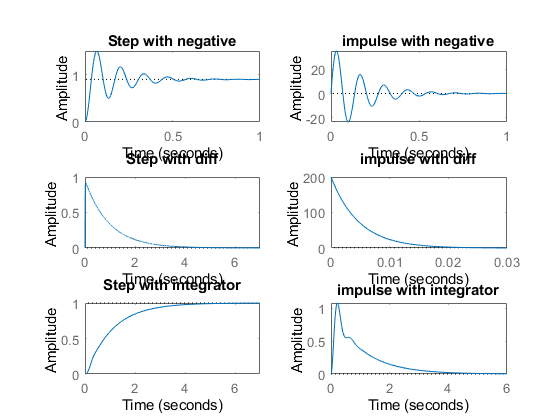 Step with negative
Amplitude
1
0
0
0.5
1
Time (seconds)
impulse with negative
Amplitude
20
0
-20
0
0.5
1
Time (seconds)
Step with diff
Amplitude
1
0.5
0
0
2
4
6
Time (seconds)
impulse with diff
Amplitude
200
100
0
0
0.01
0.02
0.03
Time (seconds)
Step with integrator
Amplitude
1
0.5
0
0
2
4
6
Time (seconds)
impulse with integrator
Amplitude
1
0.5
0
0
2
4
6
Time (seconds)